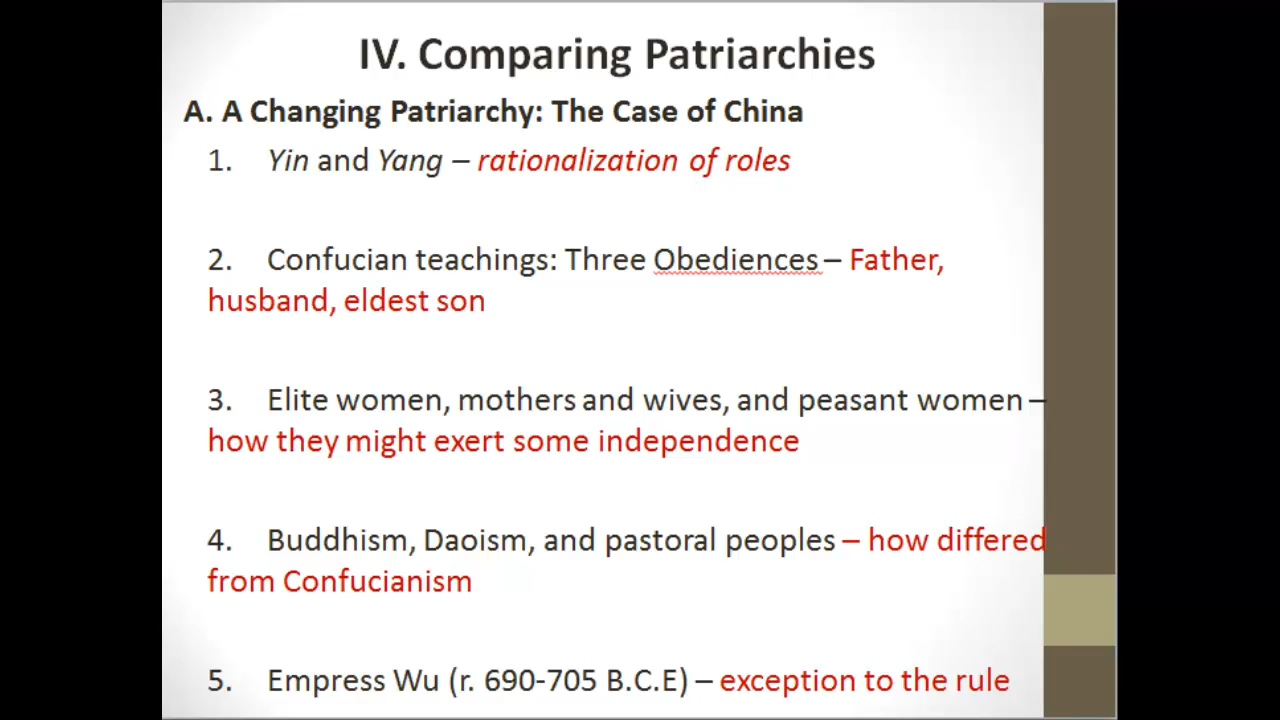 IV. Comparing Patriarchies
A. A Changing Patriarchy: The Case of China
1. Yin and Yang – rationalization of roles
2. Confucian teachings: Three Obediences – Father,
husband, eldest son
3. Elite women, mothers and wives, and peasant women –
how they might exert some independence
4. Buddhism, Daoism, and pastoral peoples – how differed
from Confucianism
5. Empress Wu (r. 690-705 B.C.E) – exception to the rule